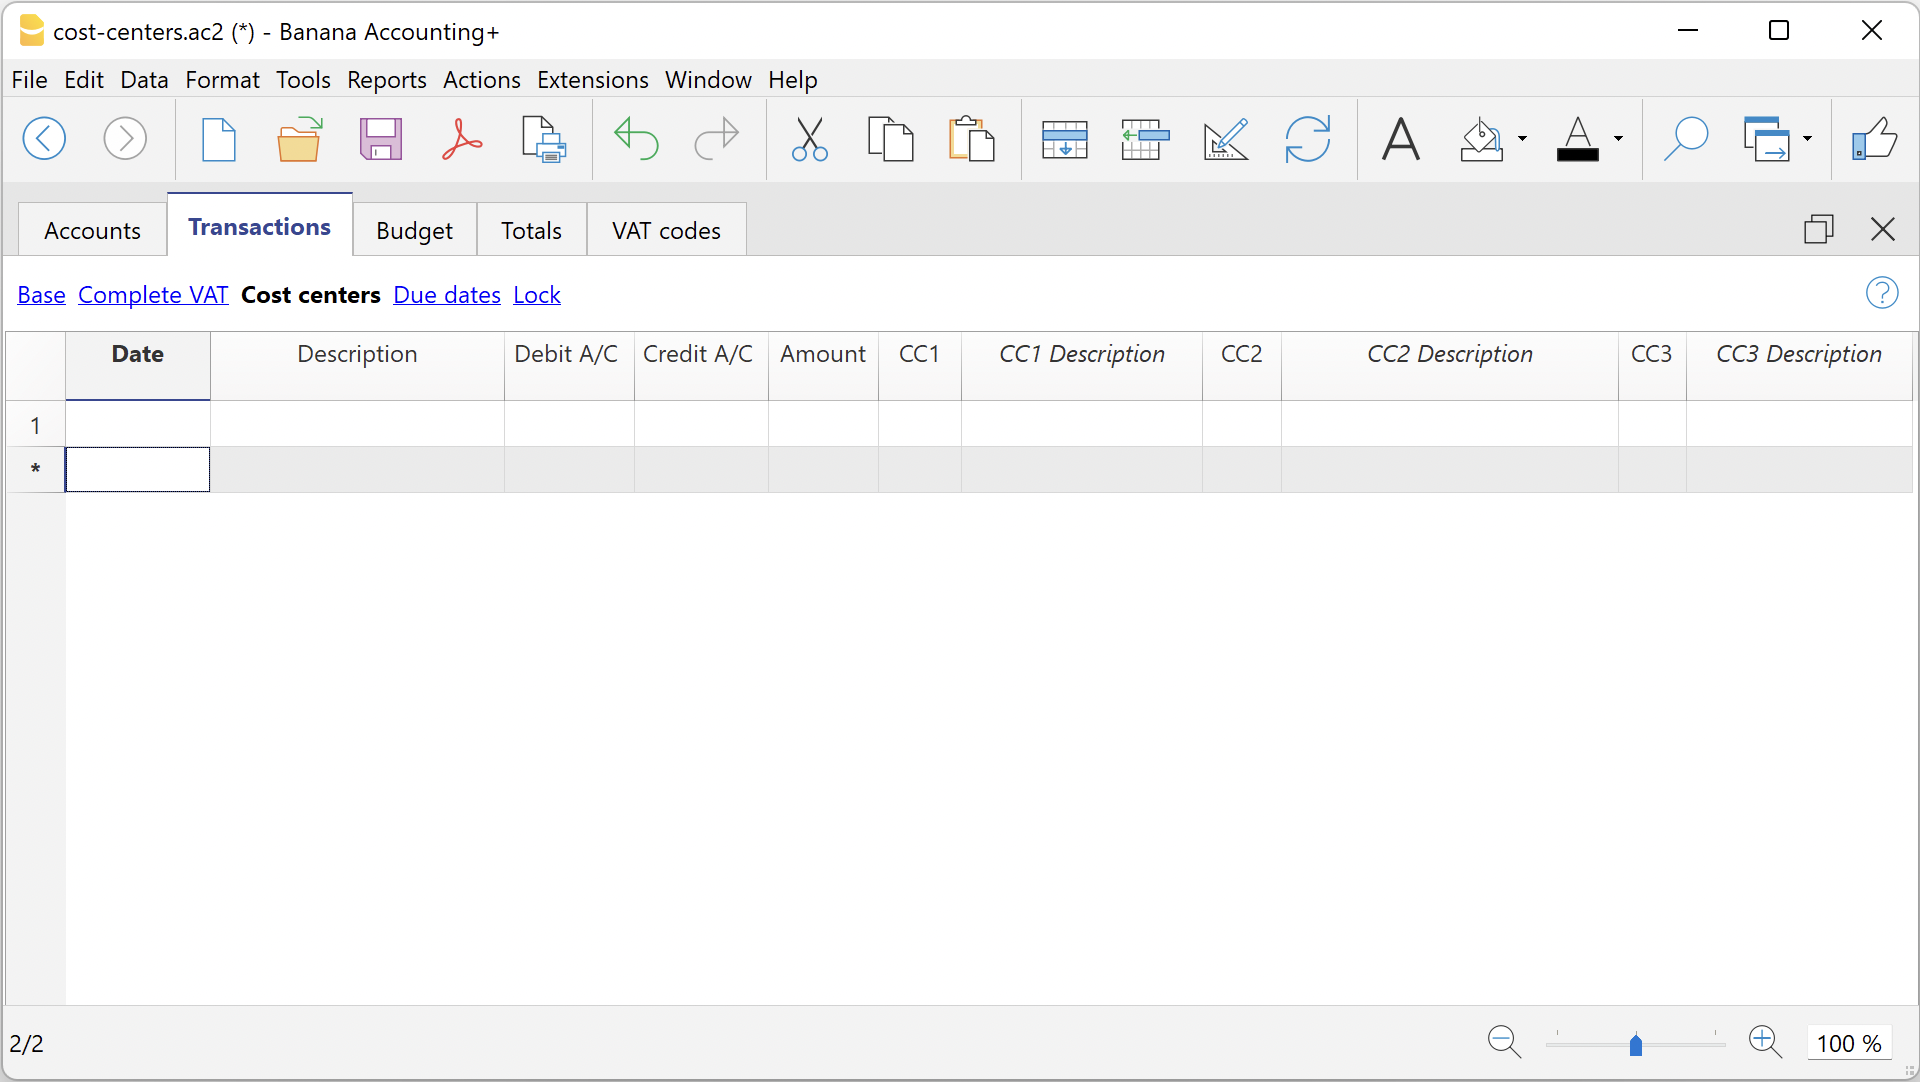 cost-centers.ac2 (*) - Banana Accounting+
File Edit Data Format Tools Reports Actions Extensions Window Help
Accounts Transactions Budget Totals VAT codes
Base Complete VAT Cost centers Due dates Lock
Date Description Debit A/C Credit A/C Amount CC1 CC1 Description CC2 CC2 Description CC3 CC3 Description
1
*
2/2 100 %